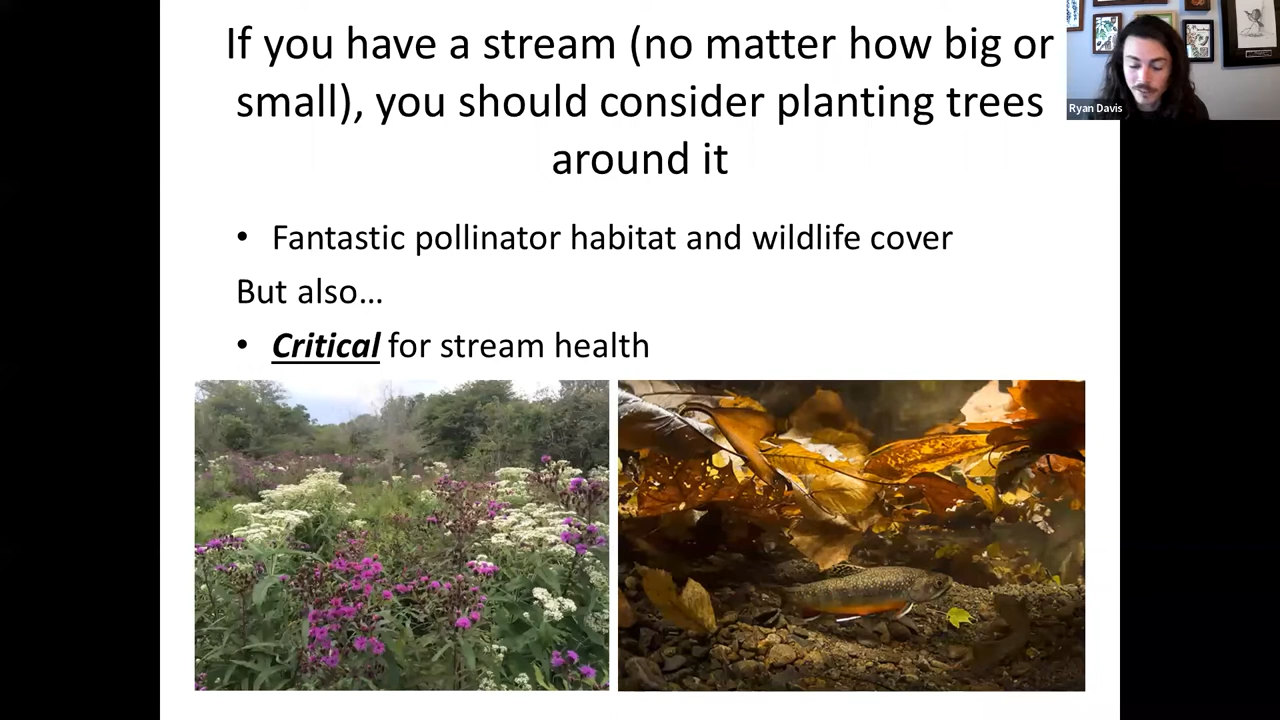 If you have a stream (no matter how big or
small), you should consider planting trees
around it
• Fantastic pollinator habitat and wildlife cover
But also…
• Critical for stream health
Ryan Davis